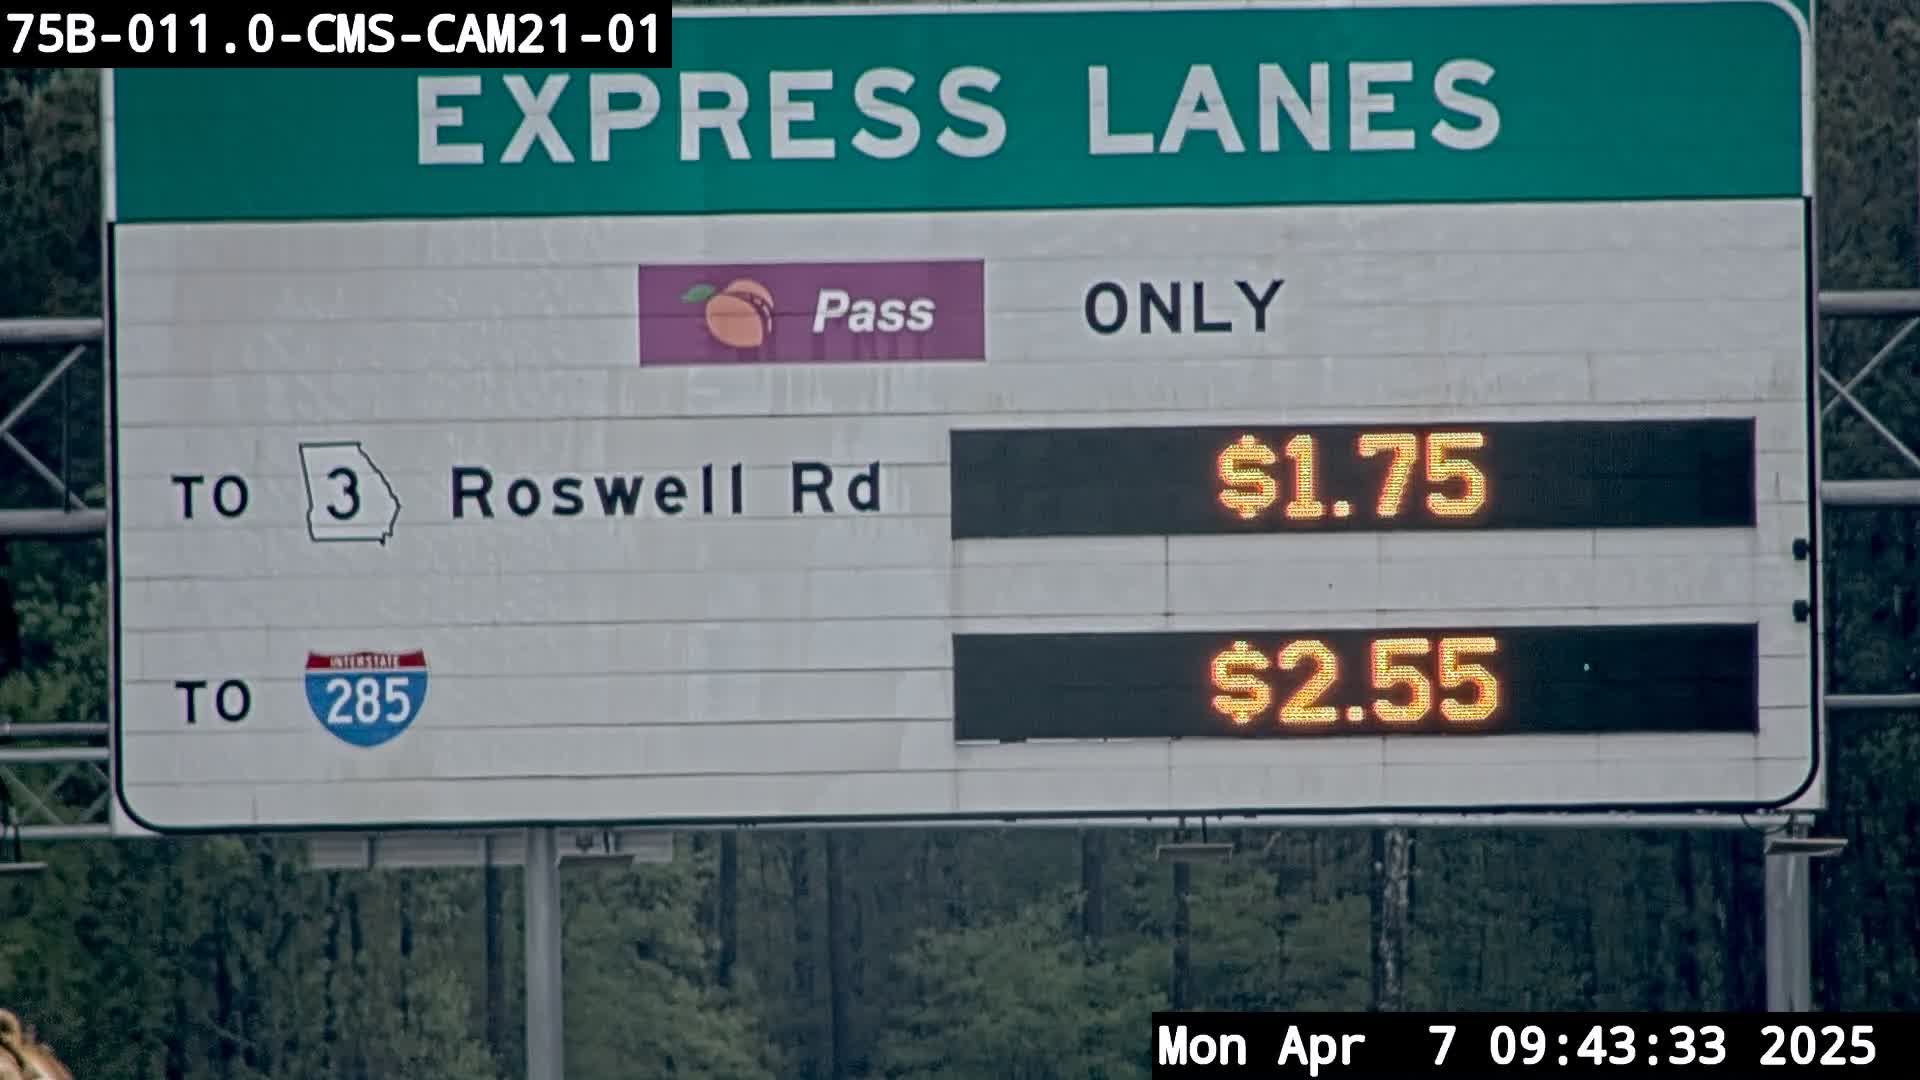 75B-011.0-CMS-CAM21-01
EXPRESS LANES
Pass ONLY
TO 3 Roswell Rd $1.75
INTERSTATE
TO 285 $2.55
Mon Apr 7 09:43:33 2025